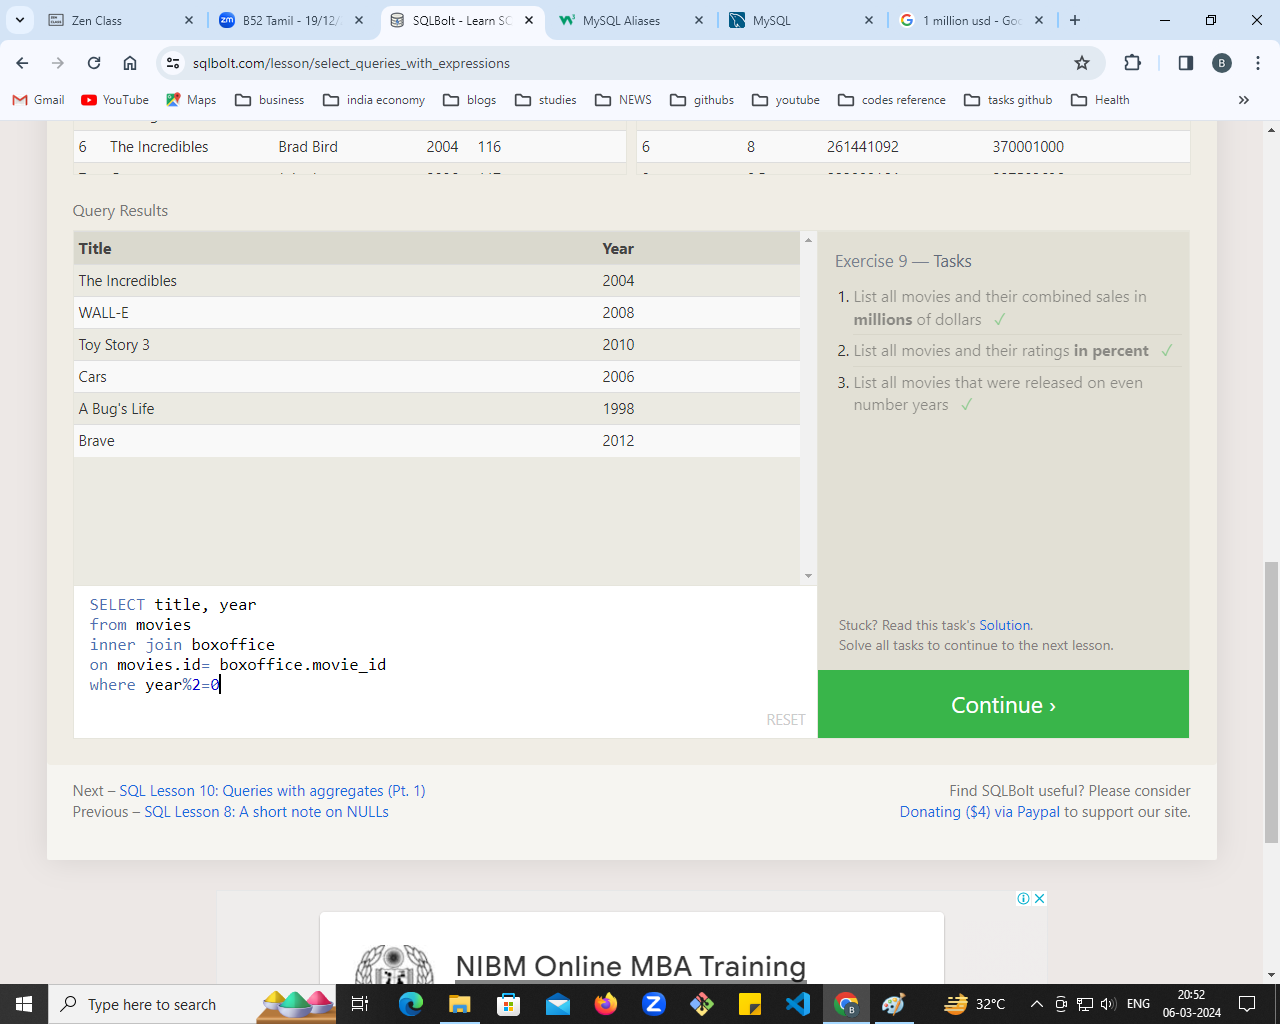 Zen Class
B52 Tamil - 19/12/
SQLBolt - Learn SQ
MySQL Aliases
MySQL
1 million usd - Goo
sqlbolt.com/lesson/select_queries_with_expressions
B
Gmail
YouTube
Maps
business
india economy
blogs
studies
NEWS
githubs
youtube
codes reference
tasks github
Health
6 The Incredibles Brad Bird 2004 116
6 8 261441092 370001000
Query Results
Title Year
The Incredibles 2004
WALL-E 2008
Toy Story 3 2010
Cars 2006
A Bug's Life 1998
Brave 2012
Exercise 9 — Tasks
1. List all movies and their combined sales in
millions of dollars ✓
2. List all movies and their ratings in percent ✓
3. List all movies that were released on even
number years ✓
SELECT title, year
from movies
inner join boxoffice
on movies.id= boxoffice.movie_id
where year%2=0
RESET
Stuck? Read this task's Solution.
Solve all tasks to continue to the next lesson.
Continue ›
Next – SQL Lesson 10: Queries with aggregates (Pt. 1)
Previous – SQL Lesson 8: A short note on NULLs
Find SQLBolt useful? Please consider
Donating ($4) via Paypal to support our site.
NIBM Online MBA Training
Type here to search
32°C
ENG
20:52
06-03-2024